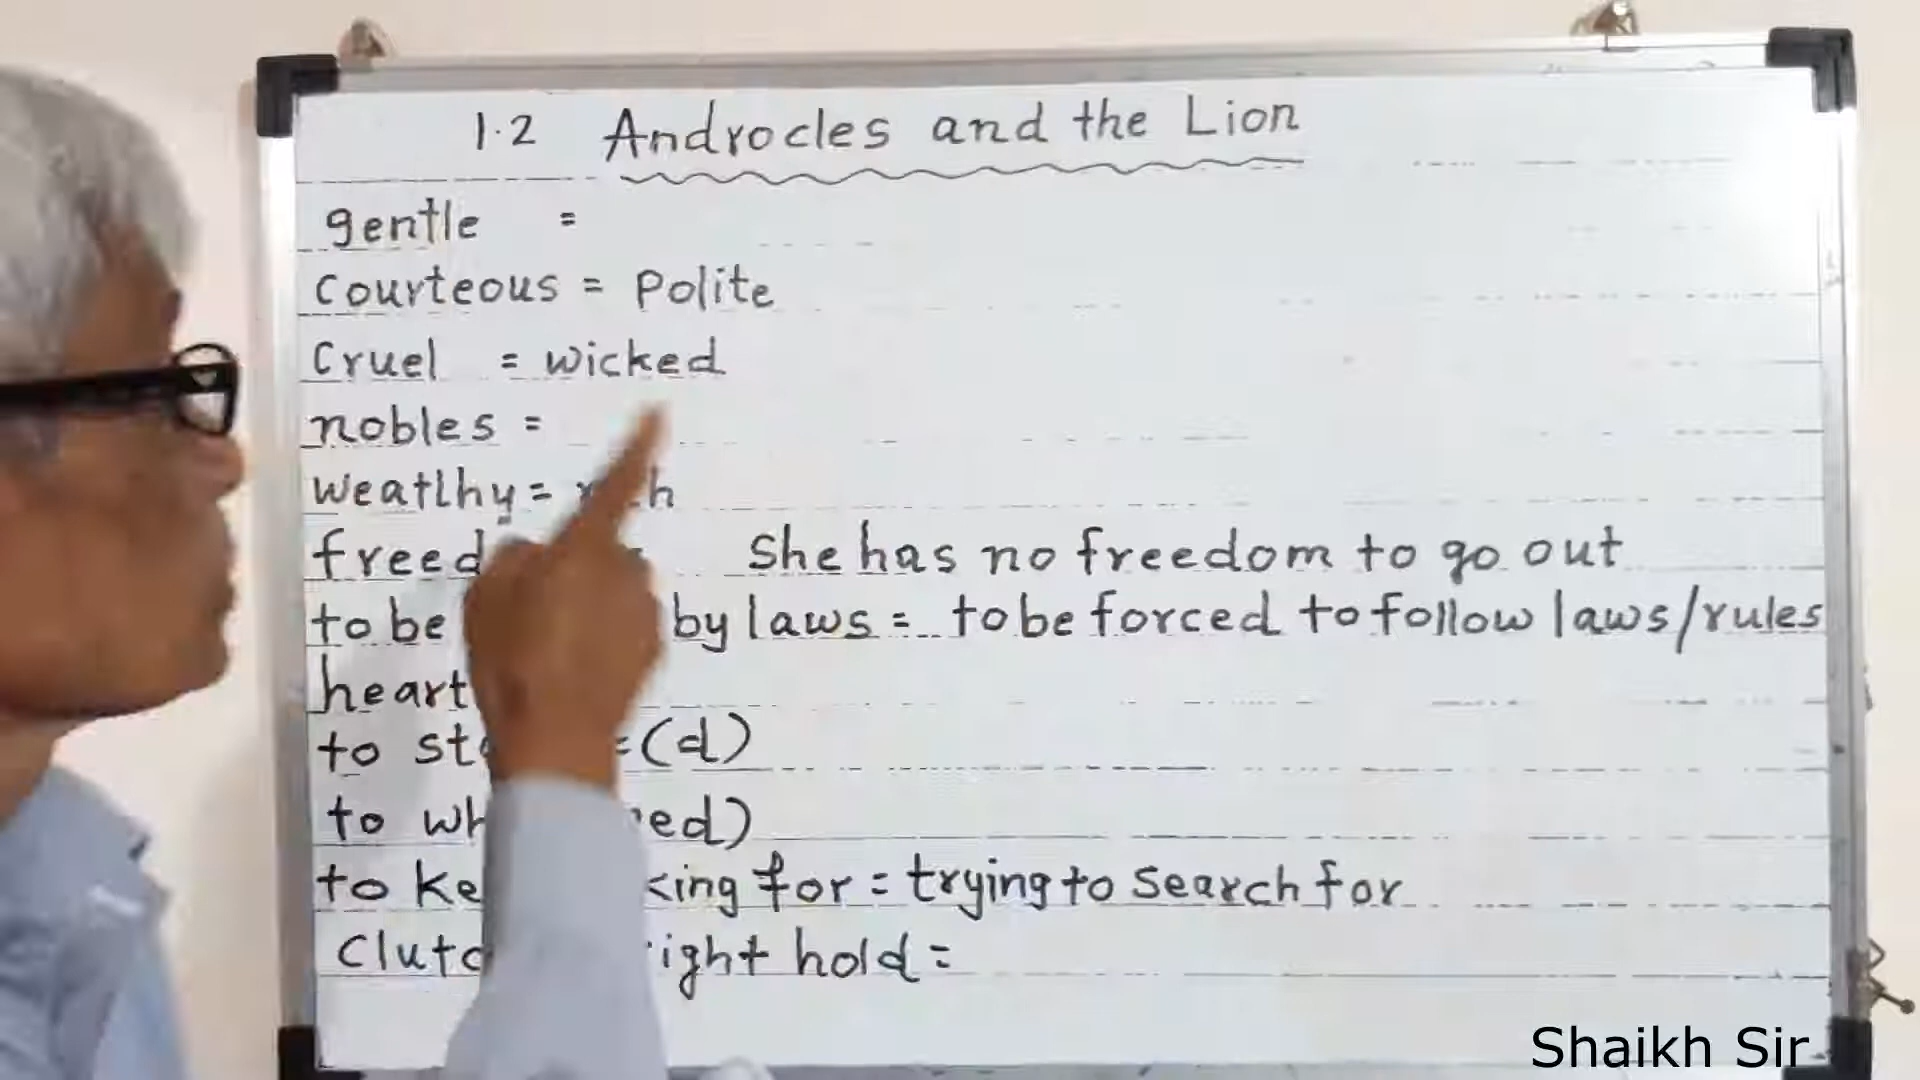 1.2 Androcles and the Lion
gentle =
Courteous = Polite
Cruel = wicked
nobles =
weatlhy =
She has no freedom to go out
to be by laws = to be forced to follow laws/rules
to =(d)
to
to for = trying to search for
hold =
Shaikh Sir